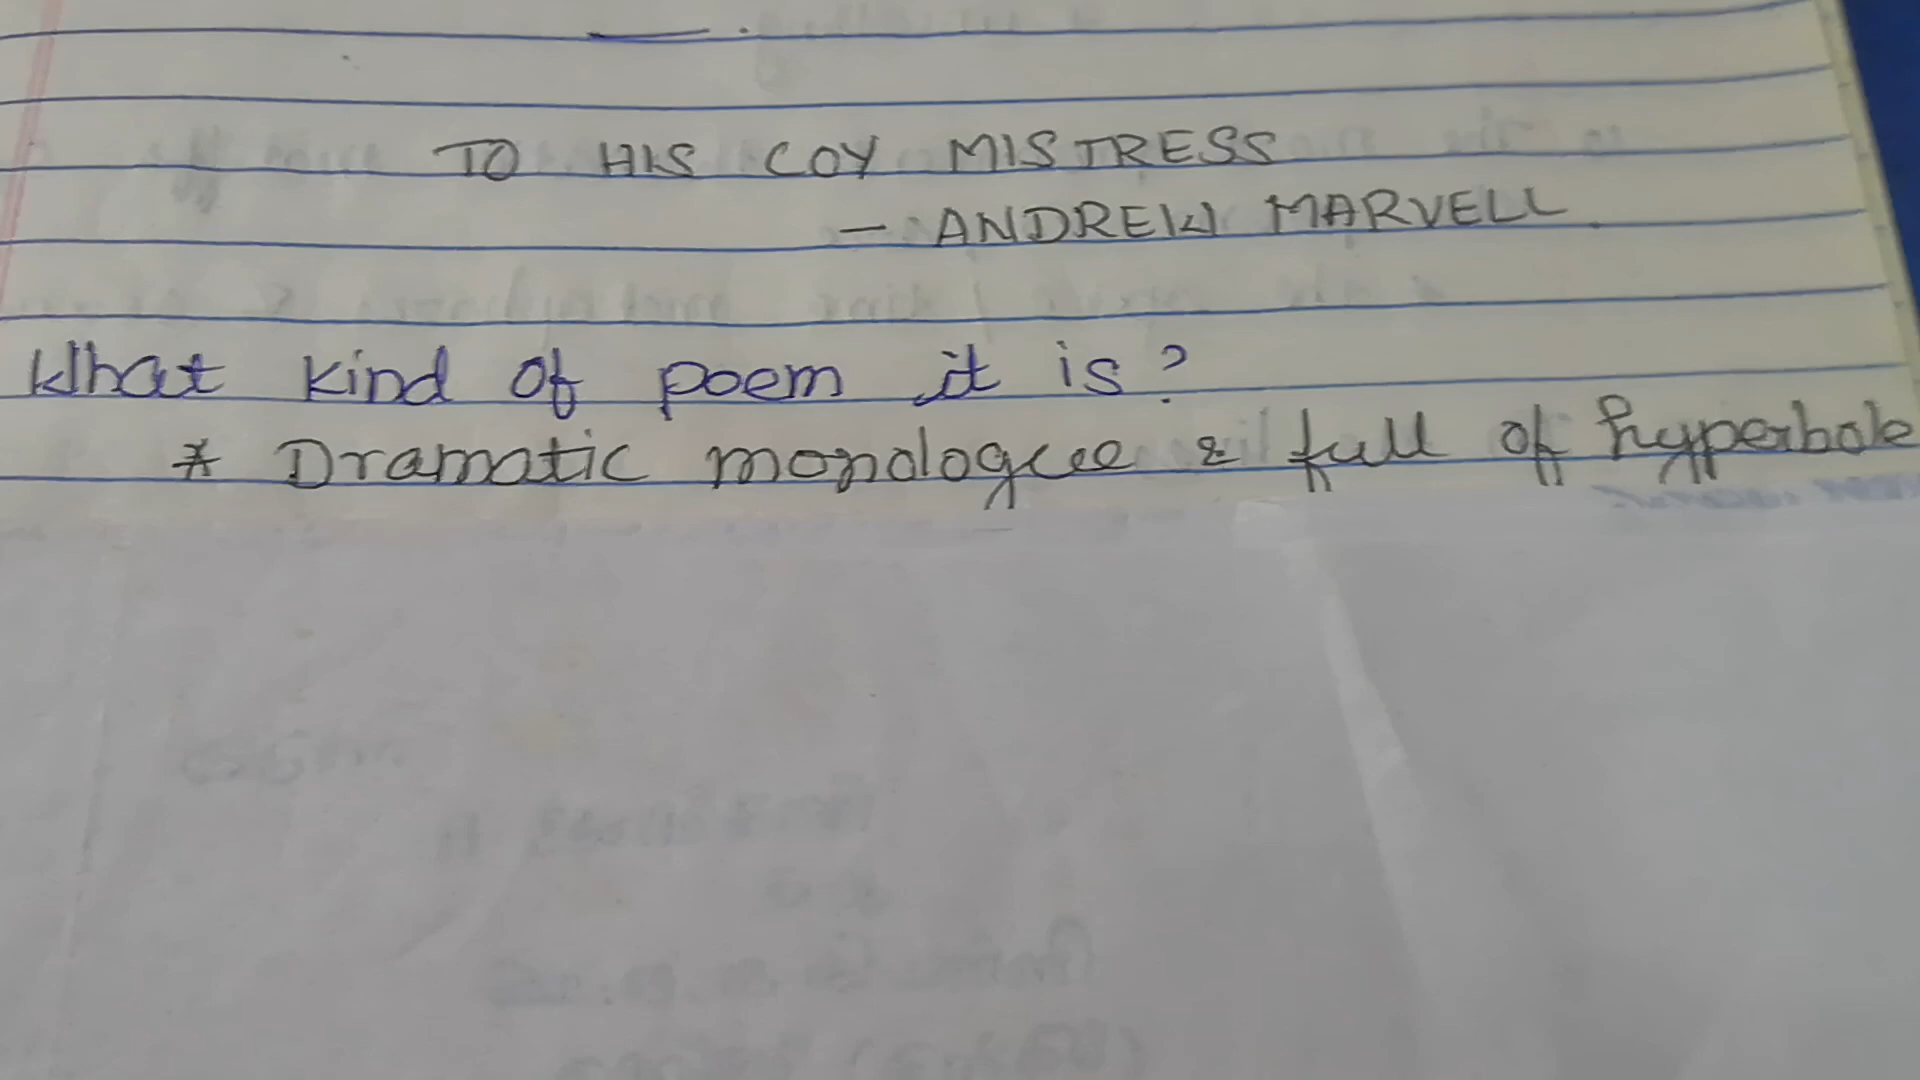 TO HIS COY MISTRESS
- ANDREW MARVELL
What kind of poem it is?
* Dramatic monologue & full of hyperbole